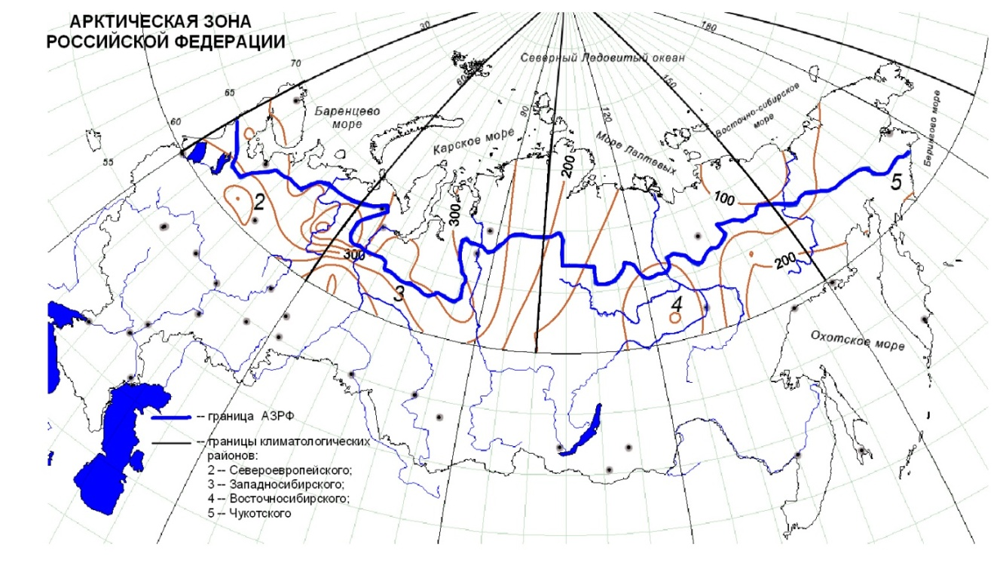 АРКТИЧЕСКАЯ ЗОНА
РОССИЙСКОЙ ФЕДЕРАЦИИ
30
180
Северный Ледовитый океан
70
60
150
65
Баренцево
море
90
120
Восточно-сибирское
море
Берингово море
60
Карское море
Море Лаптевых
55
200
5
2
100
300
300
200
3
4
Охотское море
-- граница АЗРФ
-- границы климатологических
районов:
2 -- Североевропейского;
3 -- Западносибирского;
4 -- Восточносибирского;
5 -- Чукотского